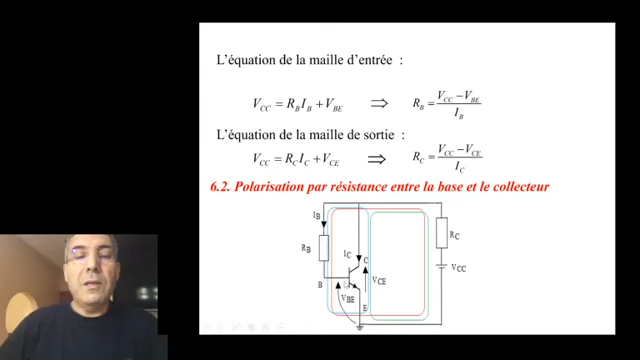 L'équation de la maille d'entrée :
V_CC = R_B I_B + V_BE ⟹ R_B = (V_CC − V_BE) / I_B
L'équation de la maille de sortie :
V_CC = R_C I_C + V_CE ⟹ R_C = (V_CC − V_CE) / I_C
6.2. Polarisation par résistance entre la base et le collecteur
I_B
R_B
I_C
C
R_C
V_CC
B
V_CE
V_BE
E